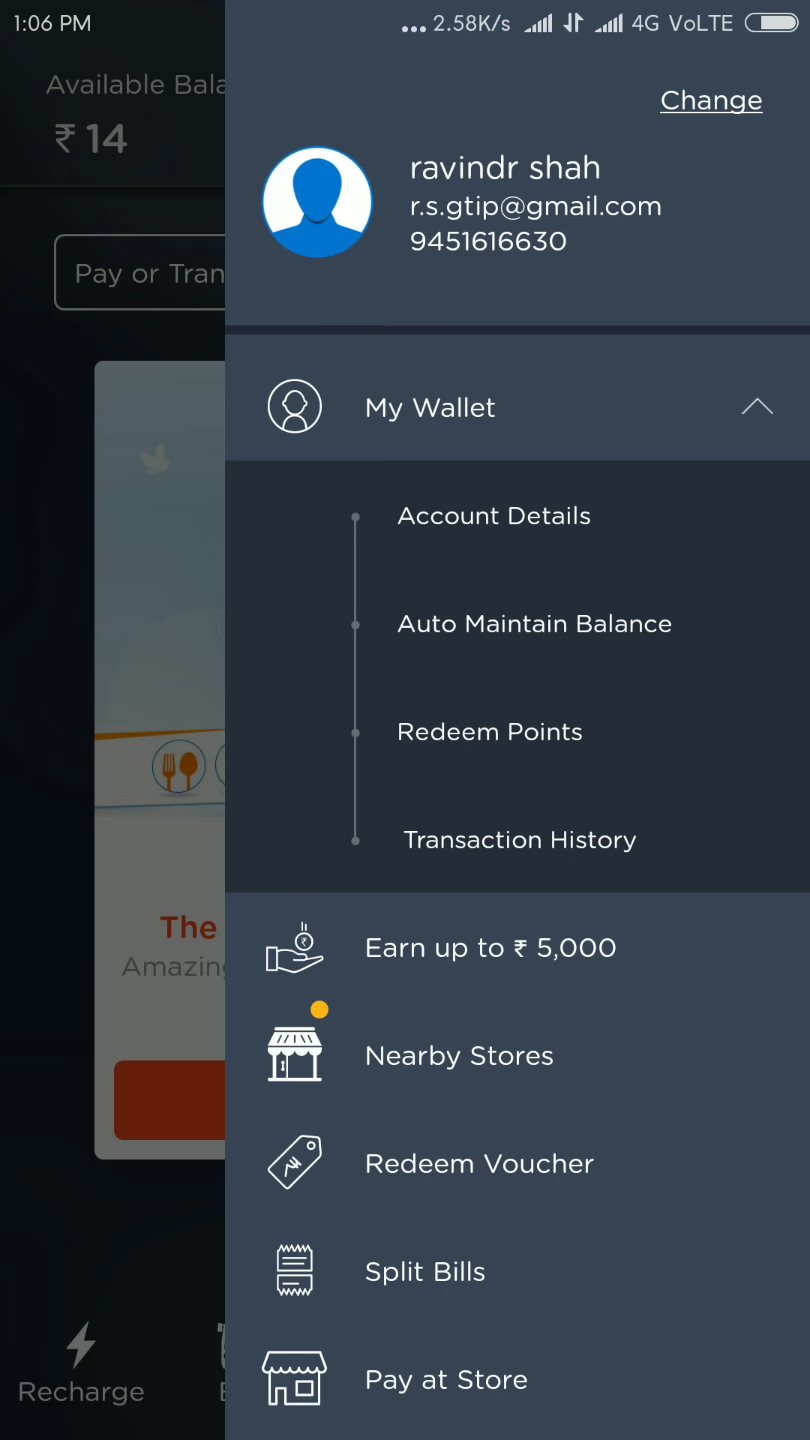 1:06 PM
... 2.58K/s 4G VoLTE
Available Bala
₹ 14
Change
ravindr shah
r.s.gtip@gmail.com
9451616630
Pay or Tran
My Wallet
Account Details
Auto Maintain Balance
Redeem Points
Transaction History
The
Amazing
Earn up to ₹ 5,000
Nearby Stores
Redeem Voucher
Split Bills
Pay at Store
Recharge